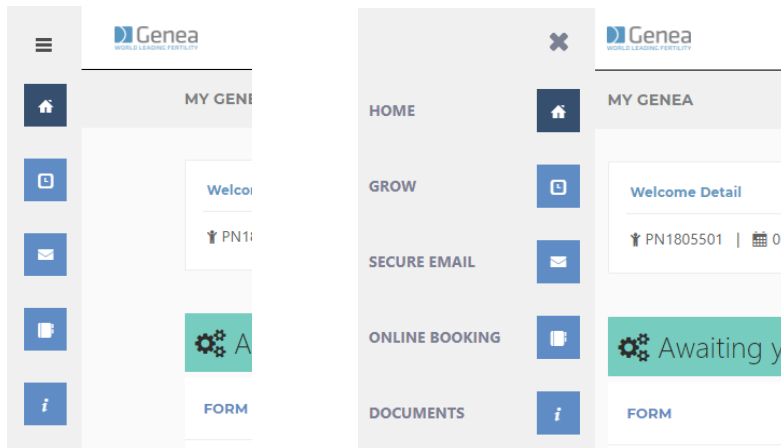 Genea
WORLD LEADING FERTILITY
MY GENE
Welco
PN18
A
FORM
Genea
WORLD LEADING FERTILITY
HOME
MY GENEA
GROW
Welcome Detail
PN1805501 | 0
SECURE EMAIL
ONLINE BOOKING
Awaiting y
DOCUMENTS
FORM